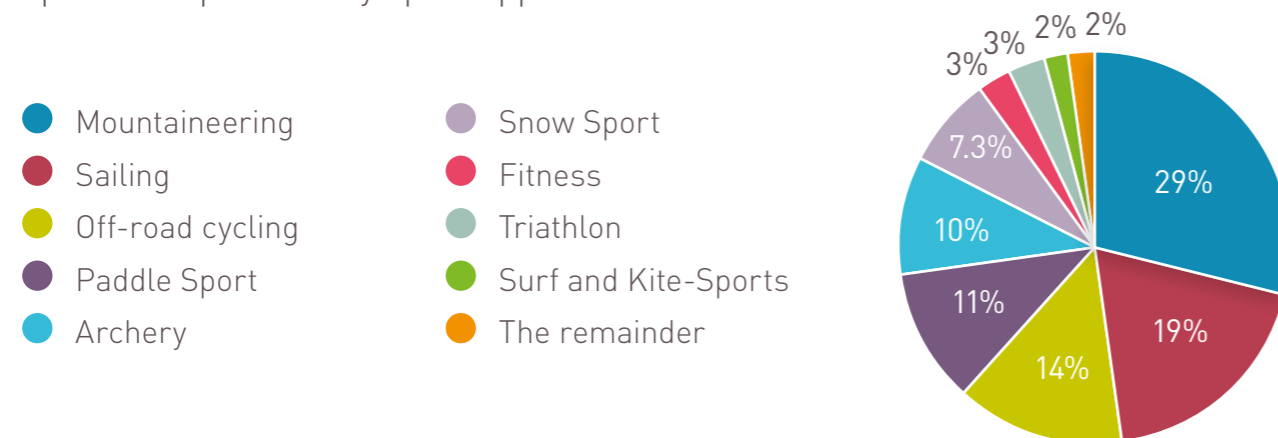 Mountaineering
Sailing
Off-road cycling
Paddle Sport
Archery
Snow Sport
Fitness
Triathlon
Surf and Kite-Sports
The remainder
3%
3%
2%
2%
7.3%
29%
10%
11%
19%
14%